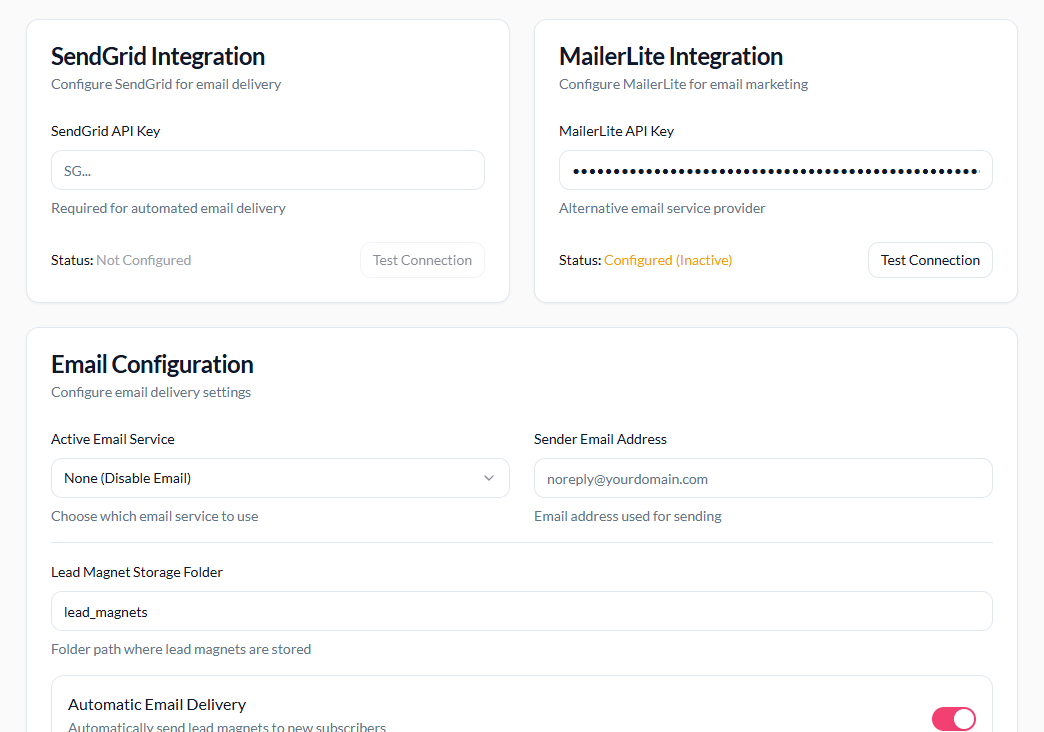 SendGrid Integration
Configure SendGrid for email delivery
SendGrid API Key
SG...
Required for automated email delivery
Status: Not Configured
Test Connection
MailerLite Integration
Configure MailerLite for email marketing
MailerLite API Key
Alternative email service provider
Status: Configured (Inactive)
Test Connection
Email Configuration
Configure email delivery settings
Active Email Service
None (Disable Email)
Choose which email service to use
Sender Email Address
noreply@yourdomain.com
Email address used for sending
Lead Magnet Storage Folder
lead_magnets
Folder path where lead magnets are stored
Automatic Email Delivery
Automatically send lead magnets to new subscribers